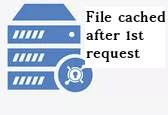 File cached
after 1st
request